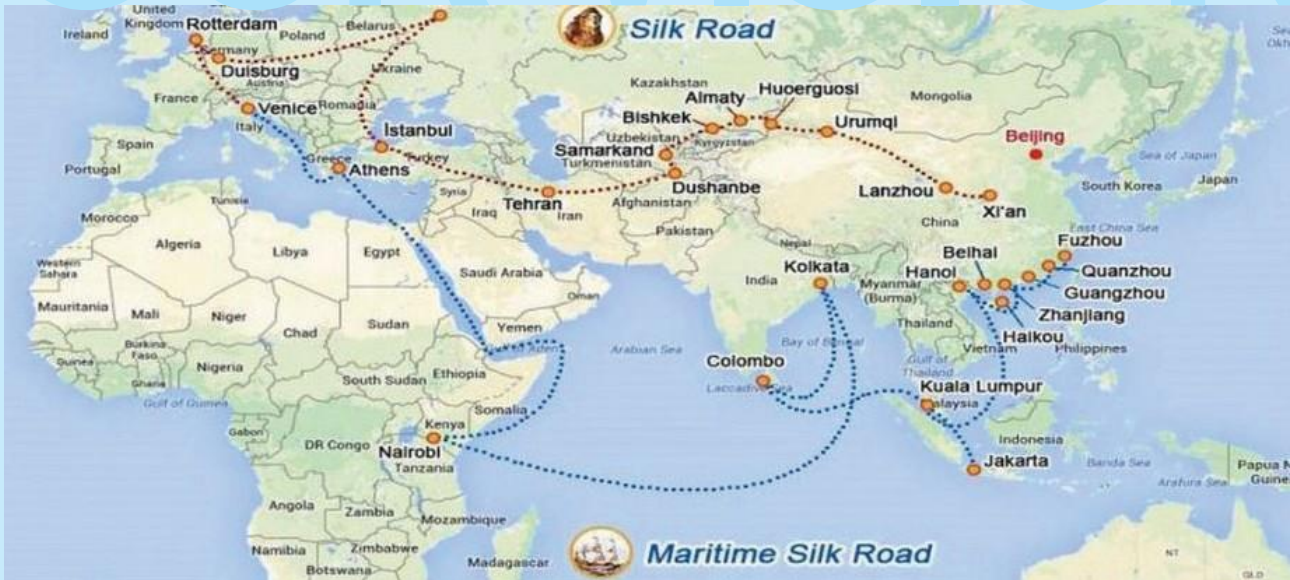 United
Kingdom
Ireland
Rotterdam
Belarus
Poland
Germany
Duisburg
Ukraine
Austria
France
Venice
Romania
Italy
Spain
Portugal
İstanbul
Greece
Turkey
Athens
Silk Road
Kazakhstan
Huoerguosi
Almaty
Bishkek
Mongolia
Urumqi
Uzbekistan
Kyrgyzstan
Samarkand
Turkmenistan
Dushanbe
Beijing
Sea of Japan
Japan
South Korea
Lanzhou
Xi'an
China
East China Sea
Tehran
Iran
Afghanistan
Syria
Iraq
Pakistan
Tunisia
Morocco
Algeria
Libya
Egypt
Western
Sahara
Saudi Arabia
Oman
Yemen
Nepal
India
Kolkata
Myanmar
(Burma)
Hanoi
Beihai
Fuzhou
Quanzhou
Guangzhou
Zhanjiang
Haikou
Thailand
Vietnam
Philippines
Gulf of
Thailand
Mauritania
Mali
Niger
Chad
Sudan
Burkina
Faso
Guinea
Ghana
Nigeria
Gulf of Guinea
South Sudan
Ethiopia
Somalia
Arabian Sea
Bay of Bengal
Colombo
Laccadive Sea
Kuala Lumpur
Malaysia
Indonesia
Jakarta
Banda Sea
Arafura Sea
Gabon
DR Congo
Kenya
Nairobi
Tanzania
Angola
Zambia
Mozambique
Namibia
Zimbabwe
Botswana
Madagascar
Maritime Silk Road
NT